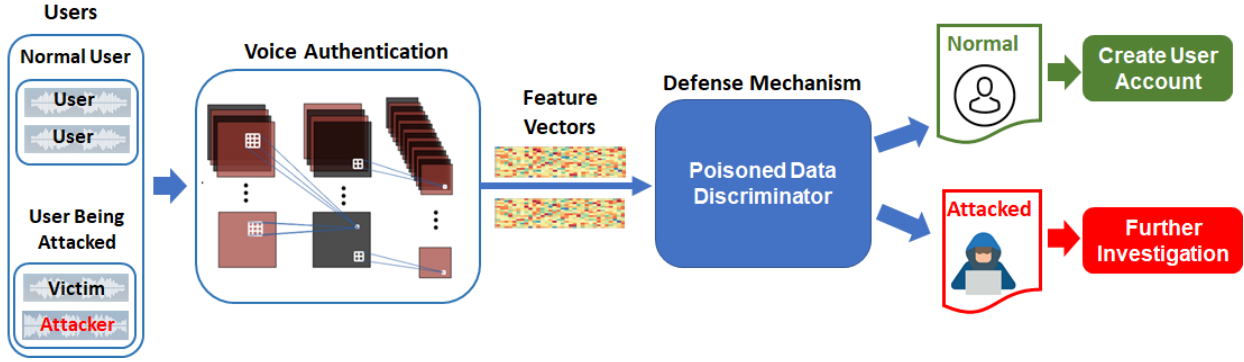 Users
Normal User
User
User
User Being
Attacked
Victim
Attacker
Voice Authentication
Feature
Vectors
Defense Mechanism
Poisoned Data
Discriminator
Normal
Create User
Account
Attacked
Further
Investigation